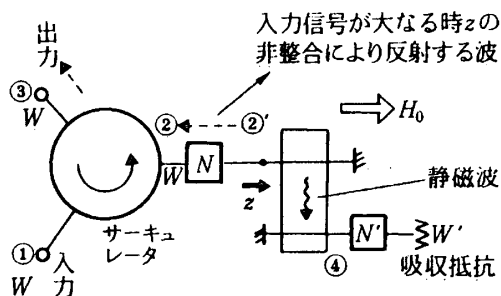 入力信号が大なる時zの
非整合により反射する波
出力
③
W
②
②′
H₀
W
N
z
静磁波
サーキュ
レータ
①
W
入力
④
N′
W′
吸収抵抗